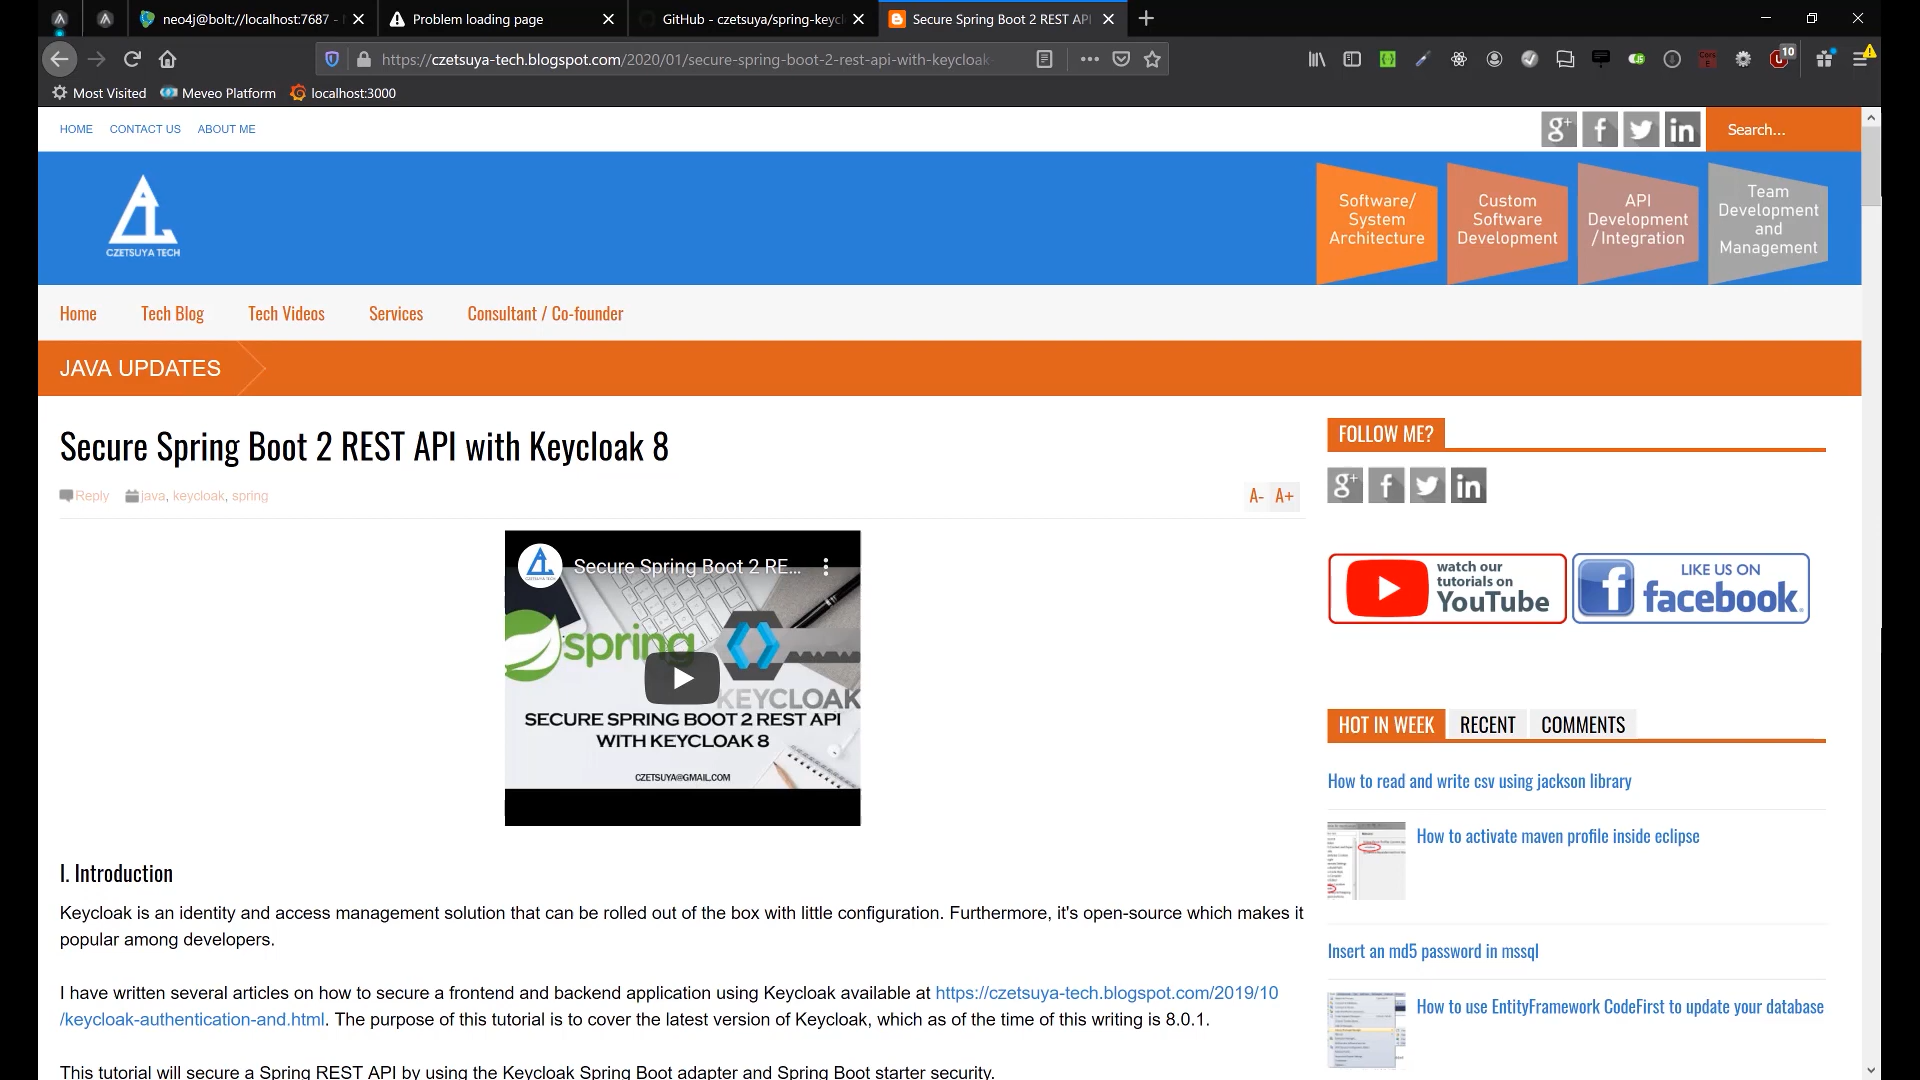 neo4j@bolt://localhost:7687 -
Problem loading page
GitHub - czetsuya/spring-keycl
Secure Spring Boot 2 REST API
https://czetsuya-tech.blogspot.com/2020/01/secure-spring-boot-2-rest-api-with-keycloak-
10
Most Visited
Meveo Platform
localhost:3000
HOME
CONTACT US
ABOUT ME
g+
f
in
Search...
CZETSUYA TECH
Software/
System
Architecture
Custom
Software
Development
API
Development
/Integration
Team
Development
and
Management
Home
Tech Blog
Tech Videos
Services
Consultant / Co-founder
JAVA UPDATES
Secure Spring Boot 2 REST API with Keycloak 8
Reply
java, keycloak, spring
A-
A+
Secure Spring Boot 2 RE...
spring
KEYCLOAK
SECURE SPRING BOOT 2 REST API
WITH KEYCLOAK 8
CZETSUYA@GMAIL.COM
I. Introduction
Keycloak is an identity and access management solution that can be rolled out of the box with little configuration. Furthermore, it's open-source which makes it
popular among developers.
I have written several articles on how to secure a frontend and backend application using Keycloak available at https://czetsuya-tech.blogspot.com/2019/10
/keycloak-authentication-and.html. The purpose of this tutorial is to cover the latest version of Keycloak, which as of the time of this writing is 8.0.1.
This tutorial will secure a Spring REST API by using the Keycloak Spring Boot adapter and Spring Boot starter security.
FOLLOW ME?
g+
f
in
watch our
tutorials on
YouTube
LIKE US ON
facebook.
HOT IN WEEK
RECENT
COMMENTS
How to read and write csv using jackson library
How to activate maven profile inside eclipse
Insert an md5 password in mssql
How to use EntityFramework CodeFirst to update your database